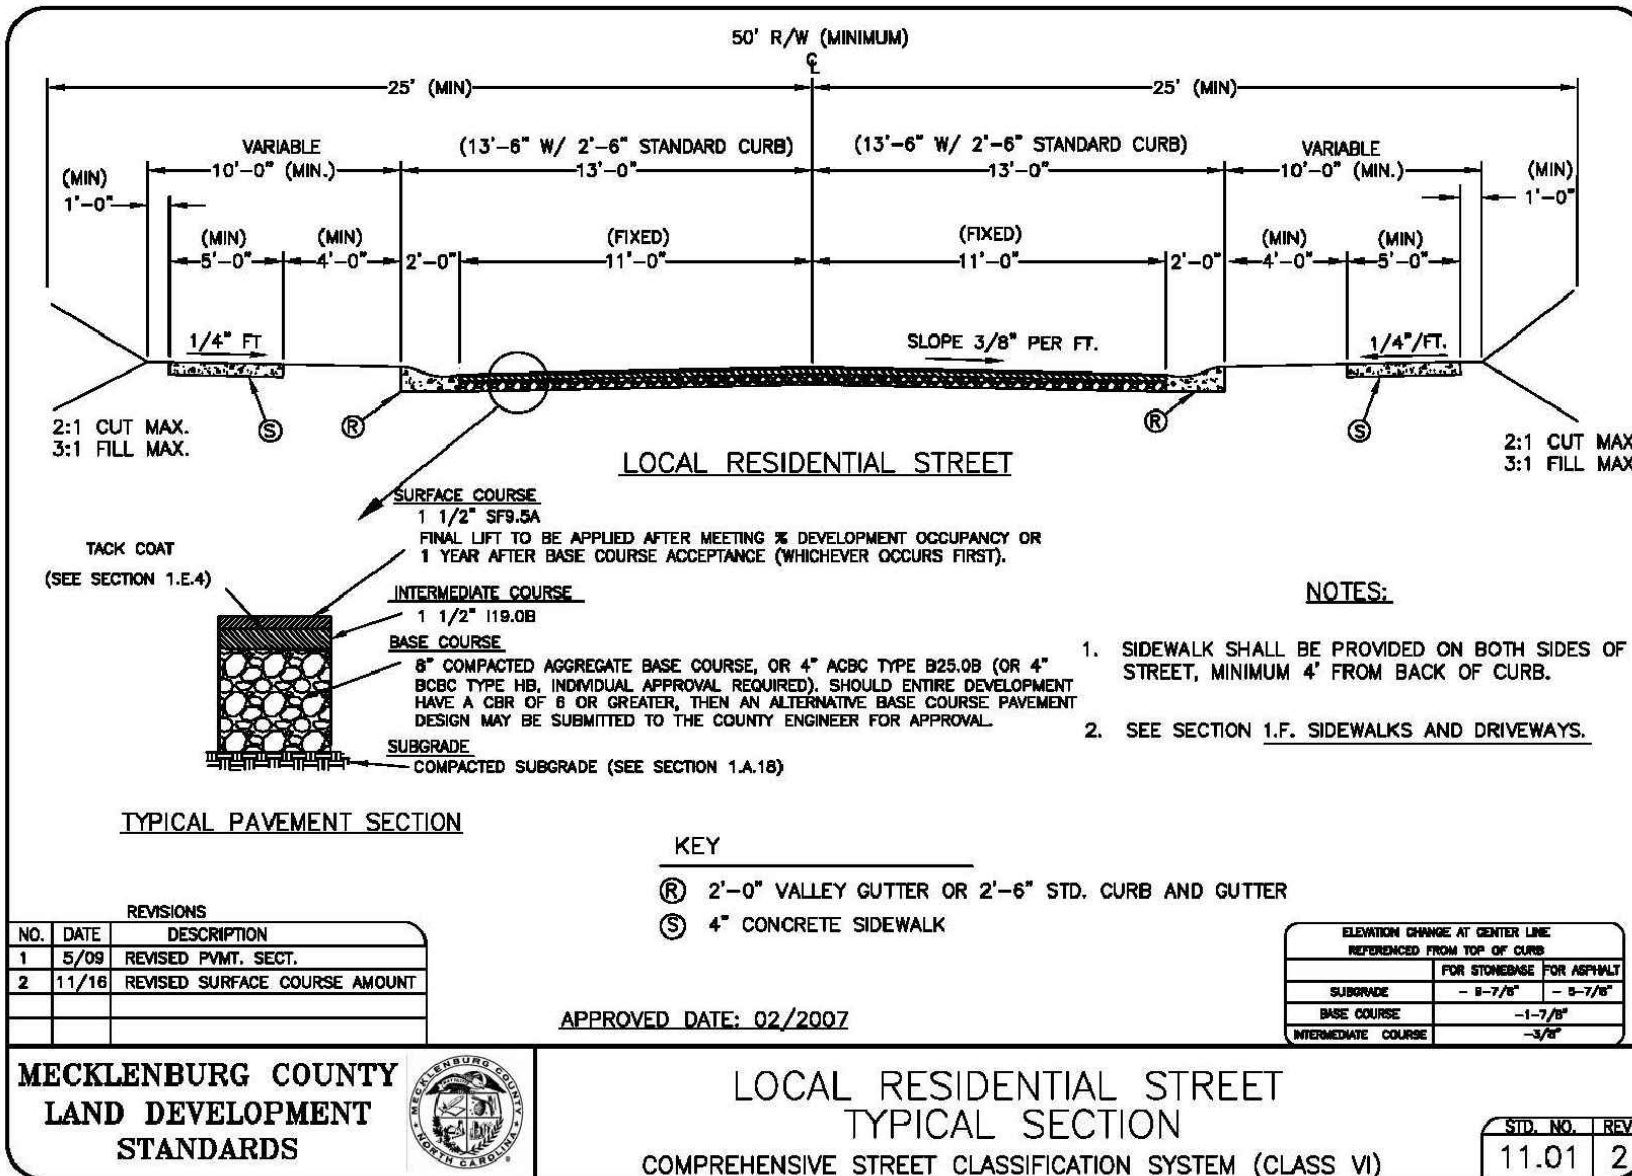 50' R/W (MINIMUM)
℄
25' (MIN) 25' (MIN)
VARIABLE (13'-6" W/ 2'-6" STANDARD CURB) (13'-6" W/ 2'-6" STANDARD CURB) VARIABLE
(MIN) 10'-0" (MIN.) 13'-0" 13'-0" 10'-0" (MIN.) (MIN)
1'-0" 1'-0"
(MIN) (MIN) (FIXED) (FIXED) (MIN) (MIN)
5'-0" 4'-0" 2'-0" 11'-0" 11'-0" 2'-0" 4'-0" 5'-0"
1/4" FT SLOPE 3/8" PER FT. 1/4"/FT.
2:1 CUT MAX. S R R S 2:1 CUT MAX
3:1 FILL MAX. 3:1 FILL MAX
LOCAL RESIDENTIAL STREET
SURFACE COURSE
1 1/2" SF9.5A
FINAL LIFT TO BE APPLIED AFTER MEETING % DEVELOPMENT OCCUPANCY OR
1 YEAR AFTER BASE COURSE ACCEPTANCE (WHICHEVER OCCURS FIRST).
TACK COAT
(SEE SECTION 1.E.4)
INTERMEDIATE COURSE
1 1/2" I19.0B
BASE COURSE
8" COMPACTED AGGREGATE BASE COURSE, OR 4" ACBC TYPE B25.0B (OR 4"
BCBC TYPE HB, INDIVIDUAL APPROVAL REQUIRED). SHOULD ENTIRE DEVELOPMENT
HAVE A CBR OF 6 OR GREATER, THEN AN ALTERNATIVE BASE COURSE PAVEMENT
DESIGN MAY BE SUBMITTED TO THE COUNTY ENGINEER FOR APPROVAL.
SUBGRADE
COMPACTED SUBGRADE (SEE SECTION 1.A.18)
TYPICAL PAVEMENT SECTION
NOTES:
1. SIDEWALK SHALL BE PROVIDED ON BOTH SIDES OF
STREET, MINIMUM 4' FROM BACK OF CURB.
2. SEE SECTION 1.F. SIDEWALKS AND DRIVEWAYS.
KEY
R 2'-0" VALLEY GUTTER OR 2'-6" STD. CURB AND GUTTER
S 4" CONCRETE SIDEWALK
REVISIONS
NO. DATE DESCRIPTION
1 5/09 REVISED PVMT. SECT.
2 11/16 REVISED SURFACE COURSE AMOUNT
APPROVED DATE: 02/2007
ELEVATION CHANGE AT CENTER LINE
REFERENCED FROM TOP OF CURB
FOR STONEBASE FOR ASPHALT
SUBGRADE - 9-7/8" - 5-7/8"
BASE COURSE -1-7/8"
INTERMEDIATE COURSE -3/8"
MECKLENBURG COUNTY
LAND DEVELOPMENT
STANDARDS
MECKLENBURG COUNTY
NORTH CAROLINA
LOCAL RESIDENTIAL STREET
TYPICAL SECTION
COMPREHENSIVE STREET CLASSIFICATION SYSTEM (CLASS VI)
STD. NO. REV
11.01 2